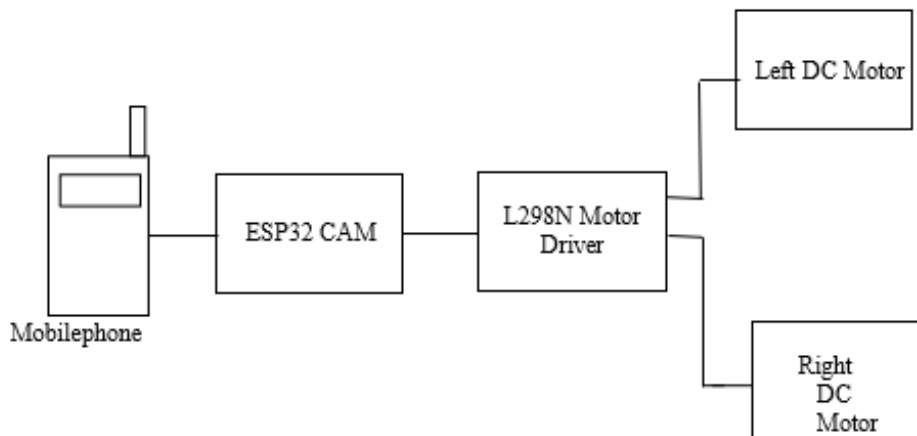 Left DC Motor
ESP32 CAM
L298N Motor
Driver
Mobilephone
Right
DC
Motor